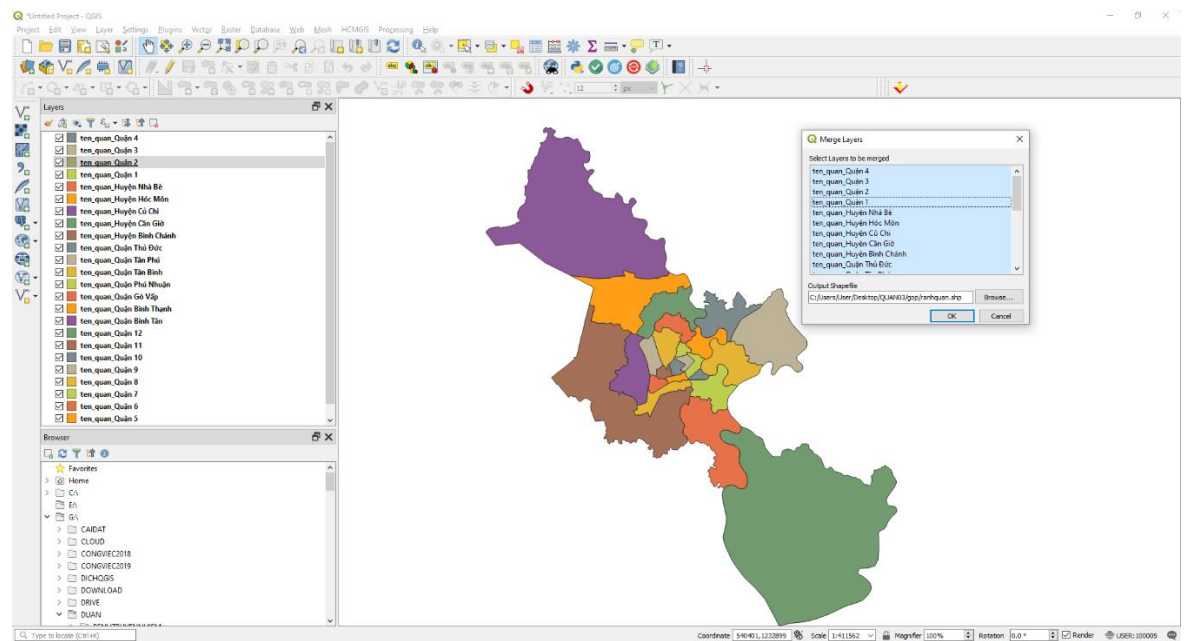 *Untitled Project - QGIS
Project Edit View Layer Settings Plugins Vector Raster Database Web Mesh HCMGIS Processing Help
12 px
Layers
ten_quan_Quận 4
ten_quan_Quận 3
ten_quan_Quận 2
ten_quan_Quận 1
ten_quan_Huyện Nhà Bè
ten_quan_Huyện Hóc Môn
ten_quan_Huyện Củ Chi
ten_quan_Huyện Cần Giờ
ten_quan_Huyện Bình Chánh
ten_quan_Quận Thủ Đức
ten_quan_Quận Tân Phú
ten_quan_Quận Tân Bình
ten_quan_Quận Phú Nhuận
ten_quan_Quận Gò Vấp
ten_quan_Quận Bình Thạnh
ten_quan_Quận Bình Tân
ten_quan_Quận 12
ten_quan_Quận 11
ten_quan_Quận 10
ten_quan_Quận 9
ten_quan_Quận 8
ten_quan_Quận 7
ten_quan_Quận 6
ten_quan_Quận 5
Browser
Favorites
Home
C:\
E:\
G:\
CAIDAT
CLOUD
CONGVIEC2018
CONGVIEC2019
DICHQGIS
DOWNLOAD
DRIVE
DUAN
Merge Layers
Select Layers to be merged
ten_quan_Quận 4
ten_quan_Quận 3
ten_quan_Quận 2
ten_quan_Quận 1
ten_quan_Huyện Nhà Bè
ten_quan_Huyện Hóc Môn
ten_quan_Huyện Củ Chi
ten_quan_Huyện Cần Giờ
ten_quan_Huyện Bình Chánh
ten_quan_Quận Thủ Đức
Output Shapefile
C:/Users/User/Desktop/QUAN03/gop/ranhquan.shp Browse...
OK Cancel
Type to locate (Ctrl+K) Coordinate 540401,1232899 Scale 1:411562 Magnifier 100% Rotation 0.0 ° Render USER:100005